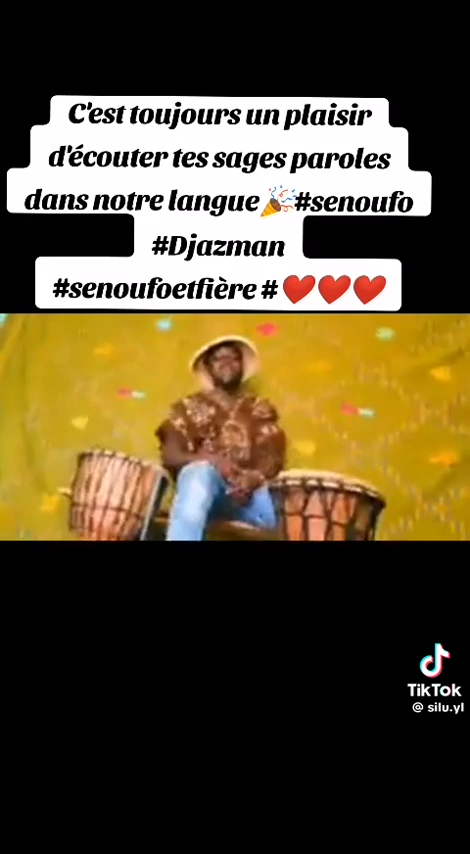 C'est toujours un plaisir
d'écouter tes sages paroles
dans notre langue 🎉#senoufo
#Djazman
#senoufoetfière # ❤️❤️❤️
TikTok
@ silu.yl